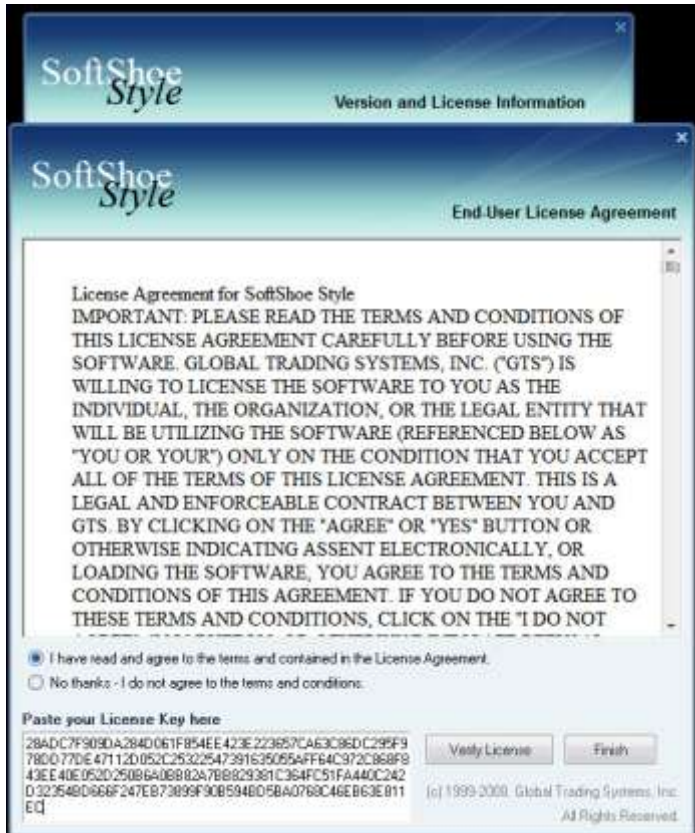 SoftShoe
Style
Version and License Information
SoftShoe
Style
End-User License Agreement
License Agreement for SoftShoe Style
IMPORTANT: PLEASE READ THE TERMS AND CONDITIONS OF
THIS LICENSE AGREEMENT CAREFULLY BEFORE USING THE
SOFTWARE. GLOBAL TRADING SYSTEMS, INC. ("GTS") IS
WILLING TO LICENSE THE SOFTWARE TO YOU AS THE
INDIVIDUAL, THE ORGANIZATION, OR THE LEGAL ENTITY THAT
WILL BE UTILIZING THE SOFTWARE (REFERENCED BELOW AS
"YOU OR YOUR") ONLY ON THE CONDITION THAT YOU ACCEPT
ALL OF THE TERMS OF THIS LICENSE AGREEMENT. THIS IS A
LEGAL AND ENFORCEABLE CONTRACT BETWEEN YOU AND
GTS. BY CLICKING ON THE "AGREE" OR "YES" BUTTON OR
OTHERWISE INDICATING ASSENT ELECTRONICALLY, OR
LOADING THE SOFTWARE, YOU AGREE TO THE TERMS AND
CONDITIONS OF THIS AGREEMENT. IF YOU DO NOT AGREE TO
THESE TERMS AND CONDITIONS, CLICK ON THE "I DO NOT
I have read and agree to the terms and contained in the License Agreement.
No thanks - I do not agree to the terms and conditions.
Paste your License Key here
Verify License
Finish
(c) 1999-2009, Global Trading Systems, Inc.
All Rights Reserved.